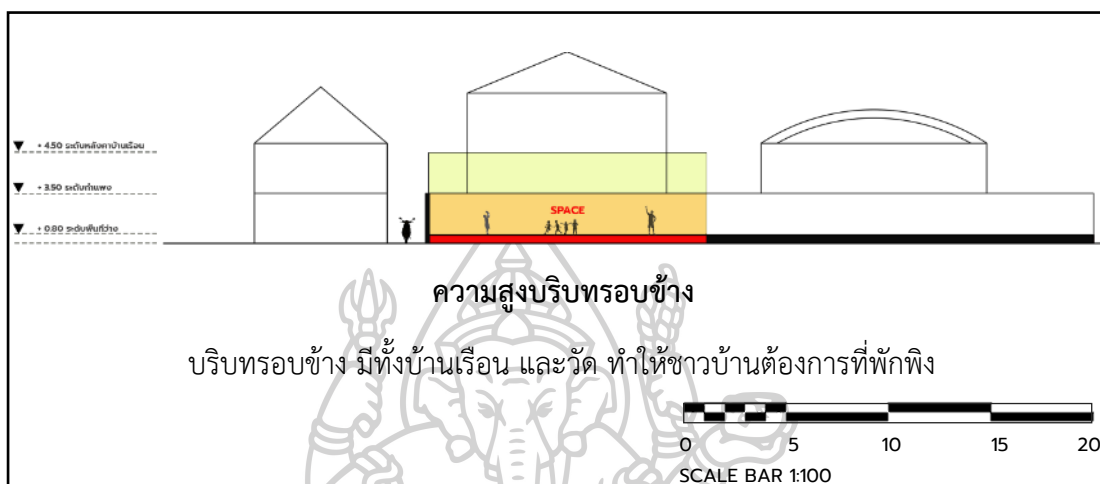 + 4.50 ระดับหลังคาบ้านเรือน
+ 3.50 ระดับกำแพง
+ 0.80 ระดับพื้นที่ว่าง
SPACE
ความสูงบริบทรอบข้าง
บริบทรอบข้าง มีทั้งบ้านเรือน และวัด ทำให้ชาวบ้านต้องการที่พักพิง
0 5 10 15 20
SCALE BAR 1:100